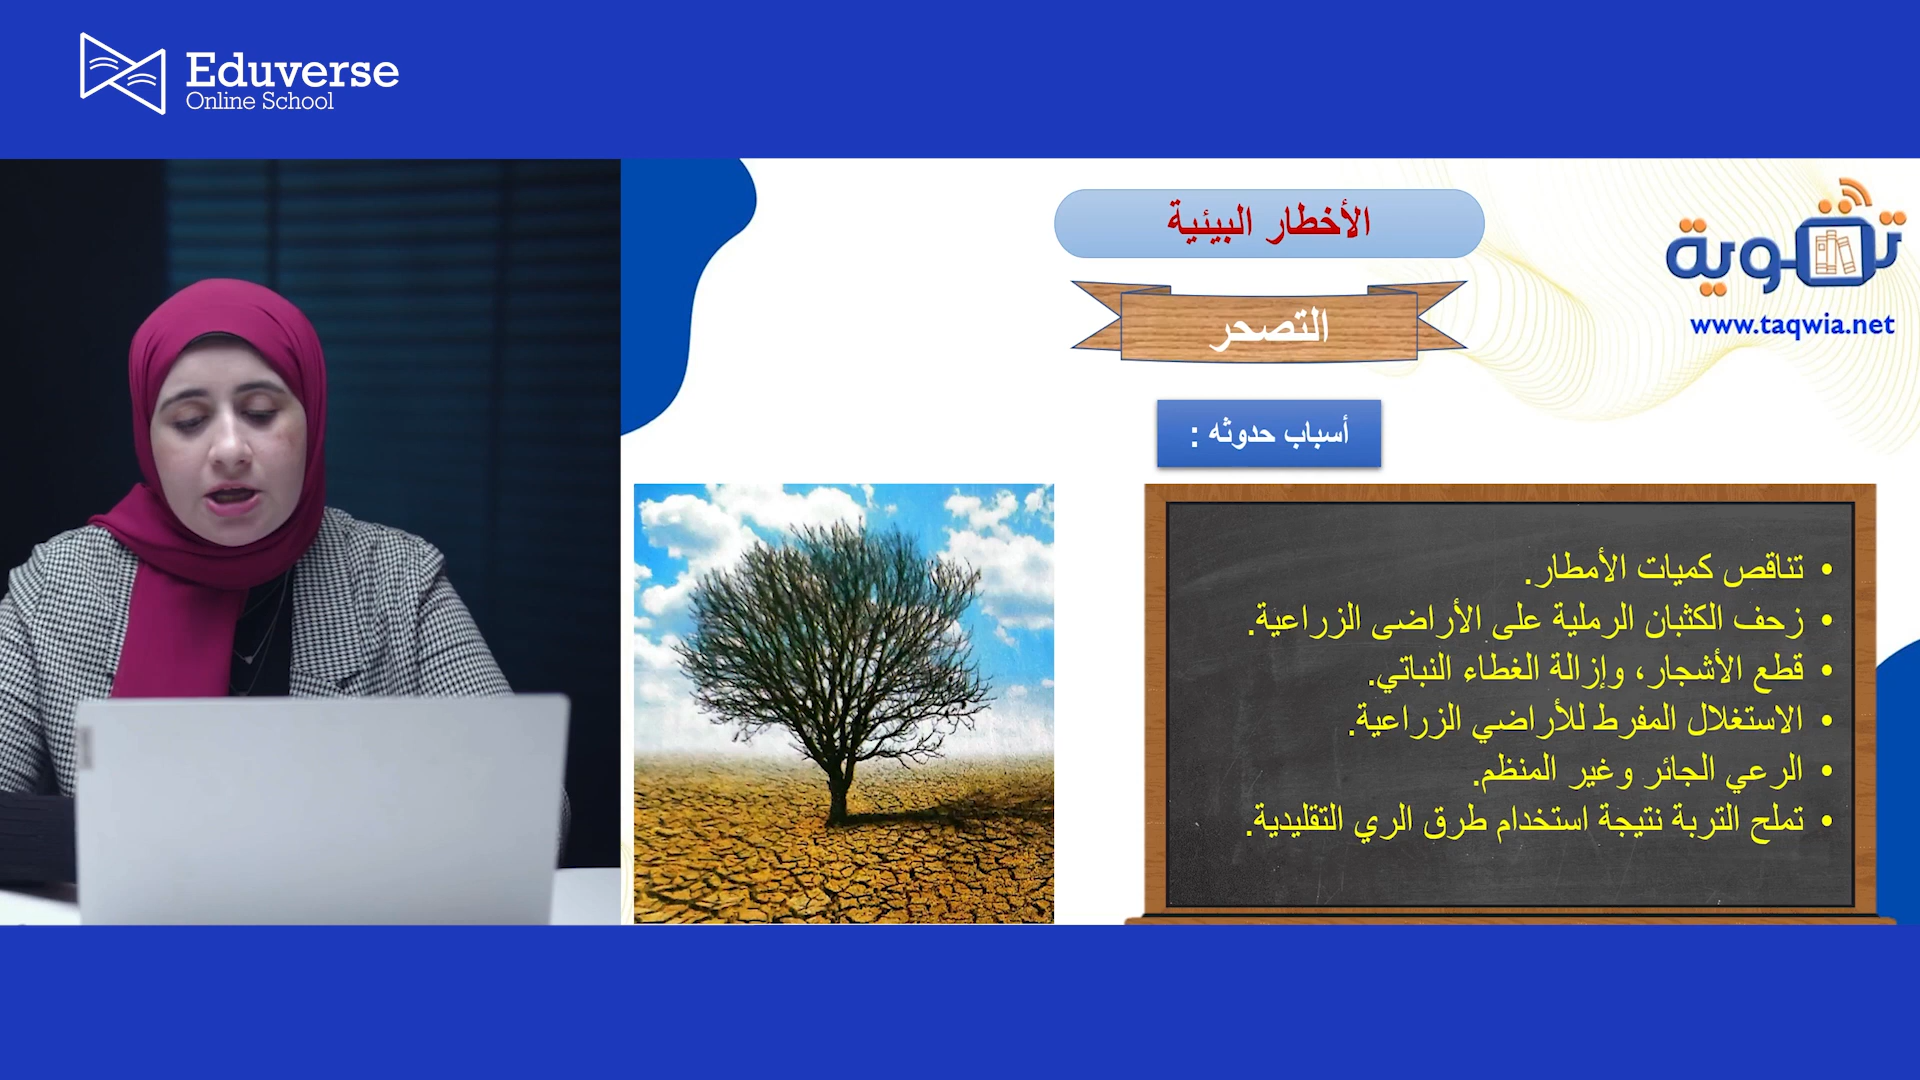 Eduverse
Online School
الأخطار البيئية
تقوية
www.taqwia.net
التصحر
أسباب حدوثه :
• تناقص كميات الأمطار.
• زحف الكثبان الرملية على الأراضى الزراعية.
• قطع الأشجار، وإزالة الغطاء النباتي.
• الاستغلال المفرط للأراضي الزراعية.
• الرعي الجائر وغير المنظم.
• تملح التربة نتيجة استخدام طرق الري التقليدية.